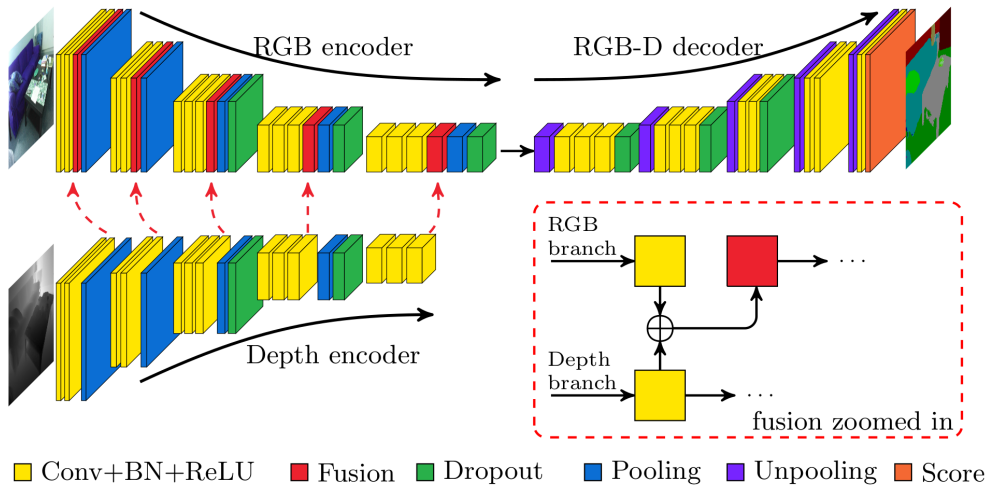 RGB encoder
RGB-D decoder
RGB
branch
. . .
Depth encoder
Depth
branch
. . .
fusion zoomed in
Conv+BN+ReLU
Fusion
Dropout
Pooling
Unpooling
Score